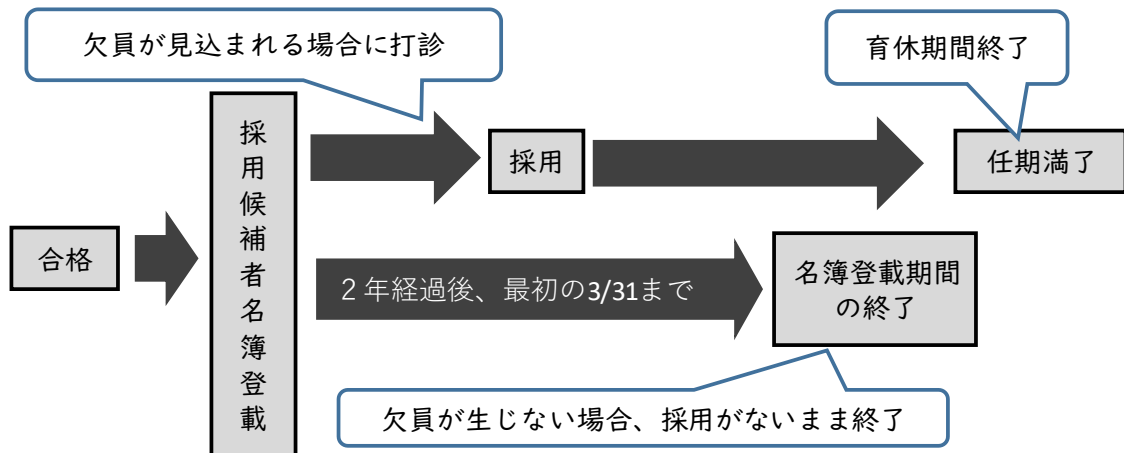 欠員が見込まれる場合に打診
育休期間終了
採用候補者名簿登載
採用
任期満了
合格
２年経過後、最初の3/31まで
名簿登載期間
の終了
欠員が生じない場合、採用がないまま終了